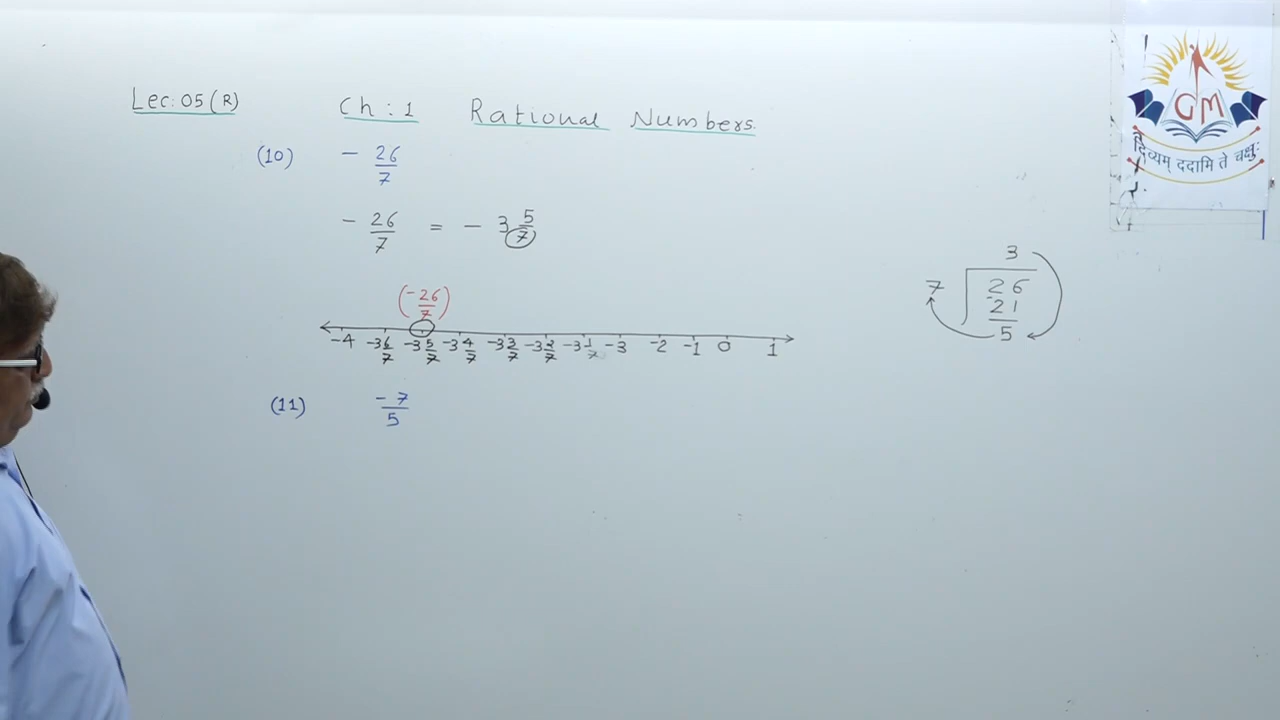 Lec: 05 (R) Ch : 1 Rational Numbers.
(10) - 26/7
- 26/7 = - 3 5/7
(-26/7)
-4 -3 6/7 -3 5/7 -3 4/7 -3 3/7 -3 2/7 -3 1/7 -3 -2 -1 0 1
(11) -7/5
3
7 26
-21
5
GM
दिव्यम् ददामि ते चक्षुः